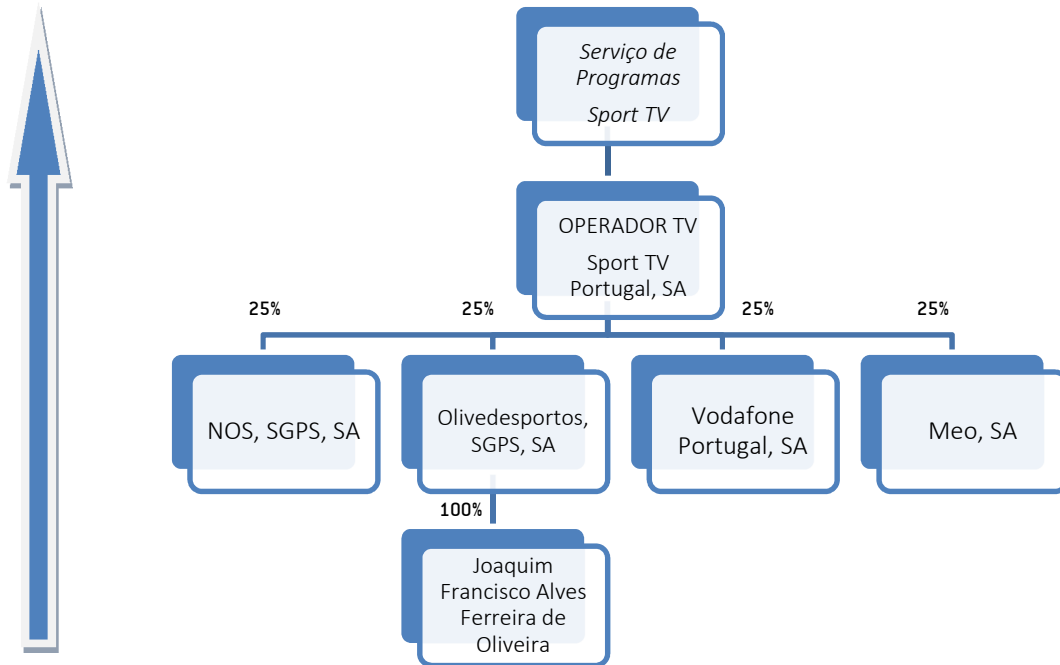 Serviço de
Programas
Sport TV
OPERADOR TV
Sport TV
Portugal, SA
25%
25%
25%
25%
NOS, SGPS, SA
Olivedesportos,
SGPS, SA
Vodafone
Portugal, SA
Meo, SA
100%
Joaquim
Francisco Alves
Ferreira de
Oliveira